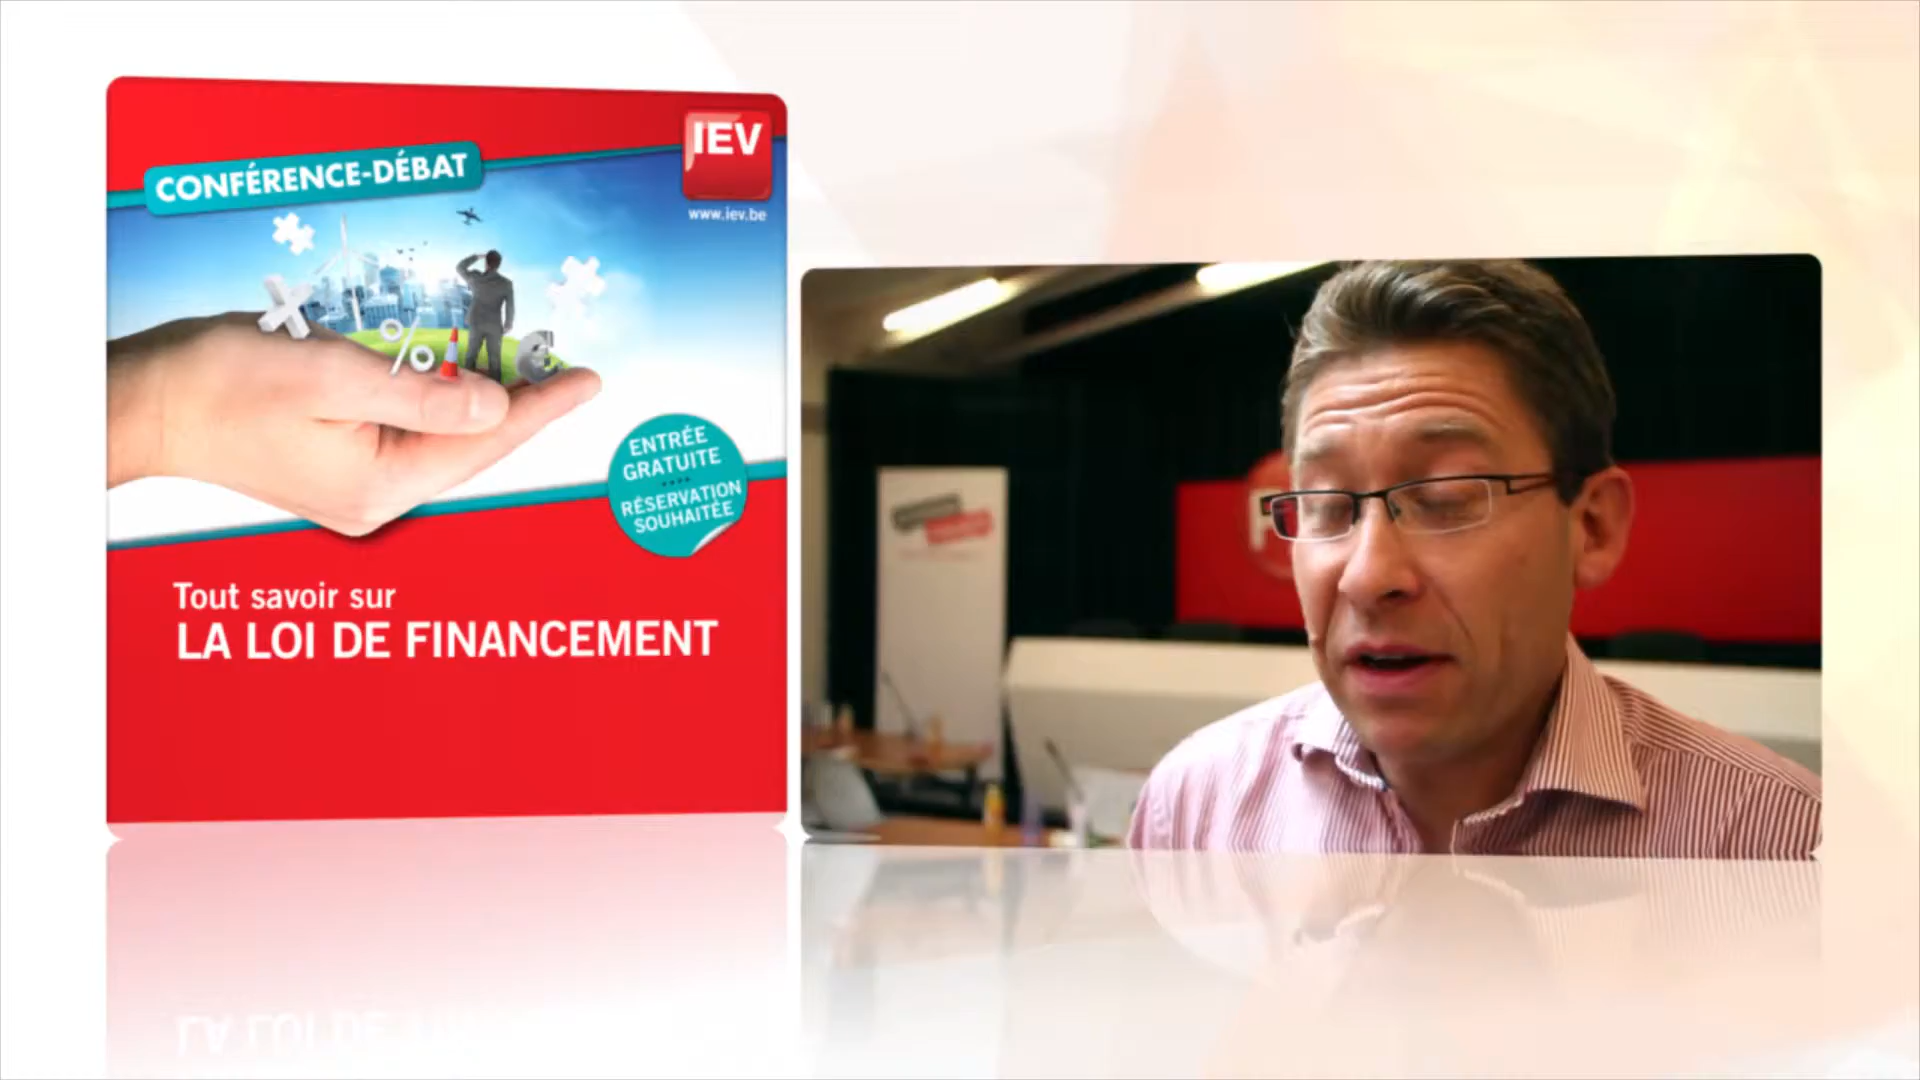 IEV
CONFÉRENCE-DÉBAT
www.iev.be
%
€
ENTRÉE
GRATUITE
RÉSERVATION
SOUHAITÉE
Tout savoir sur
LA LOI DE FINANCEMENT